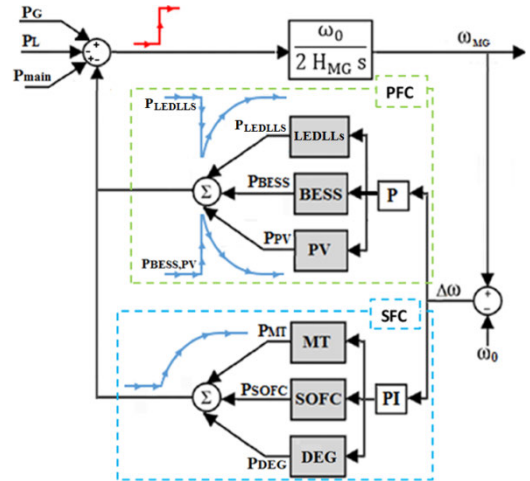 PG
PL
Pmain
+
-
+
-
ω0
2 HMG s
ωMG
PFC
PLEDLLS
PLEDLLS
LEDLLs
PBESS
BESS
P
Σ
PPV
PV
PBESS,PV
Δω
+
-
ω0
SFC
PMT
MT
PSOFC
SOFC
PI
Σ
PDEG
DEG